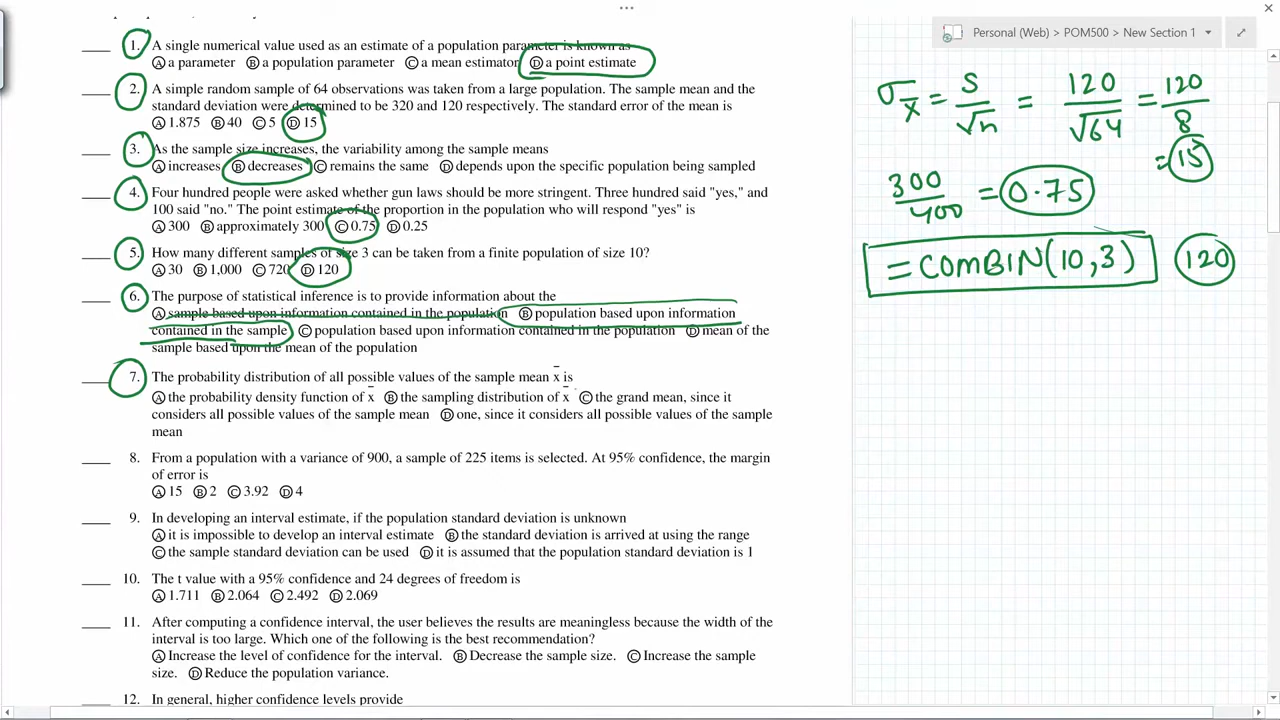 Personal (Web) > POM500 > New Section 1
1. A single numerical value used as an estimate of a population parameter is known as
Ⓐ a parameter Ⓑ a population parameter Ⓒ a mean estimator Ⓓ a point estimate
2. A simple random sample of 64 observations was taken from a large population. The sample mean and the
standard deviation were determined to be 320 and 120 respectively. The standard error of the mean is
Ⓐ 1.875 Ⓑ 40 Ⓒ 5 Ⓓ 15
3. As the sample size increases, the variability among the sample means
Ⓐ increases Ⓑ decreases Ⓒ remains the same Ⓓ depends upon the specific population being sampled
4. Four hundred people were asked whether gun laws should be more stringent. Three hundred said "yes," and
100 said "no." The point estimate of the proportion in the population who will respond "yes" is
Ⓐ 300 Ⓑ approximately 300 Ⓒ 0.75 Ⓓ 0.25
5. How many different samples of size 3 can be taken from a finite population of size 10?
Ⓐ 30 Ⓑ 1,000 Ⓒ 720 Ⓓ 120
6. The purpose of statistical inference is to provide information about the
Ⓐ sample based upon information contained in the population Ⓑ population based upon information
contained in the sample Ⓒ population based upon information contained in the population Ⓓ mean of the
sample based upon the mean of the population
7. The probability distribution of all possible values of the sample mean x̄ is
Ⓐ the probability density function of x̄ Ⓑ the sampling distribution of x̄ Ⓒ the grand mean, since it
considers all possible values of the sample mean Ⓓ one, since it considers all possible values of the sample
mean
8. From a population with a variance of 900, a sample of 225 items is selected. At 95% confidence, the margin
of error is
Ⓐ 15 Ⓑ 2 Ⓒ 3.92 Ⓓ 4
9. In developing an interval estimate, if the population standard deviation is unknown
Ⓐ it is impossible to develop an interval estimate Ⓑ the standard deviation is arrived at using the range
Ⓒ the sample standard deviation can be used Ⓓ it is assumed that the population standard deviation is 1
10. The t value with a 95% confidence and 24 degrees of freedom is
Ⓐ 1.711 Ⓑ 2.064 Ⓒ 2.492 Ⓓ 2.069
11. After computing a confidence interval, the user believes the results are meaningless because the width of the
interval is too large. Which one of the following is the best recommendation?
Ⓐ Increase the level of confidence for the interval. Ⓑ Decrease the sample size. Ⓒ Increase the sample
size. Ⓓ Reduce the population variance.
12. In general, higher confidence levels provide
σx̄ = S/√n = 120/√64 = 120/8
= 15
300/400 = 0.75
= COMBIN(10,3) 120